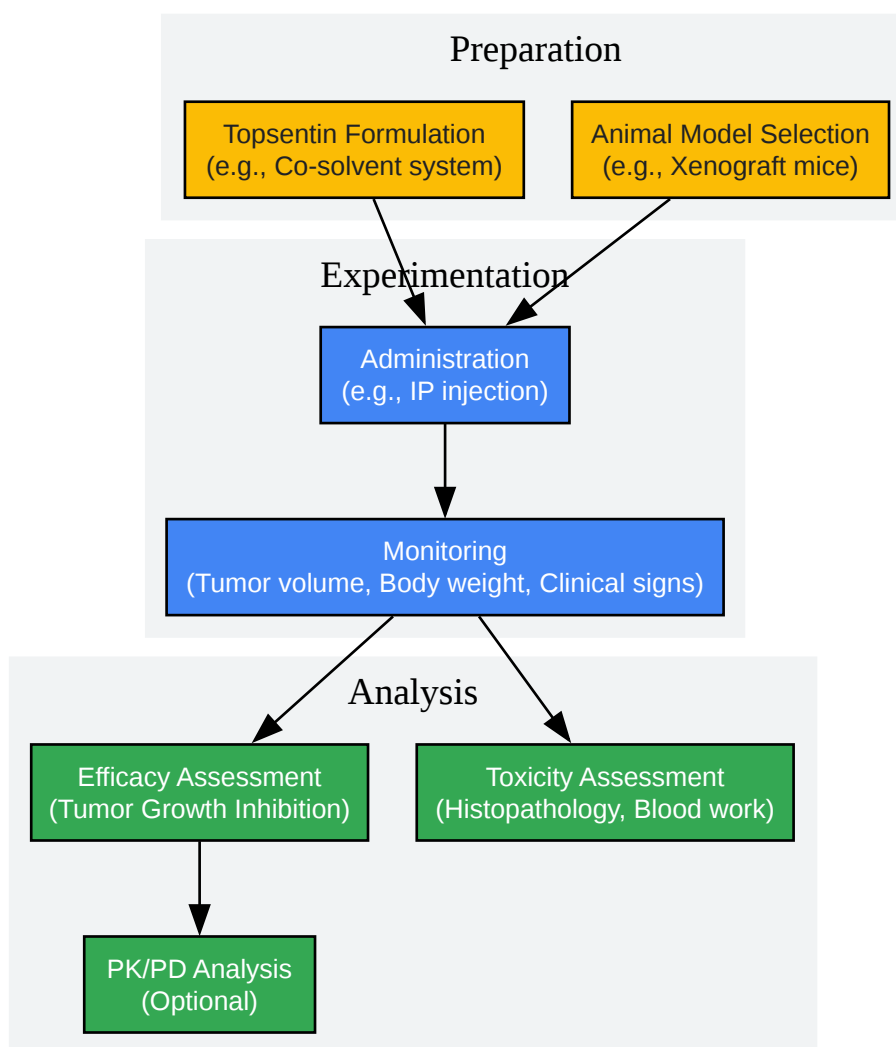 Preparation
Topsentin Formulation
(e.g., Co-solvent system)
Animal Model Selection
(e.g., Xenograft mice)
Experimentation
Administration
(e.g., IP injection)
Monitoring
(Tumor volume, Body weight, Clinical signs)
Analysis
Efficacy Assessment
(Tumor Growth Inhibition)
Toxicity Assessment
(Histopathology, Blood work)
PK/PD Analysis
(Optional)